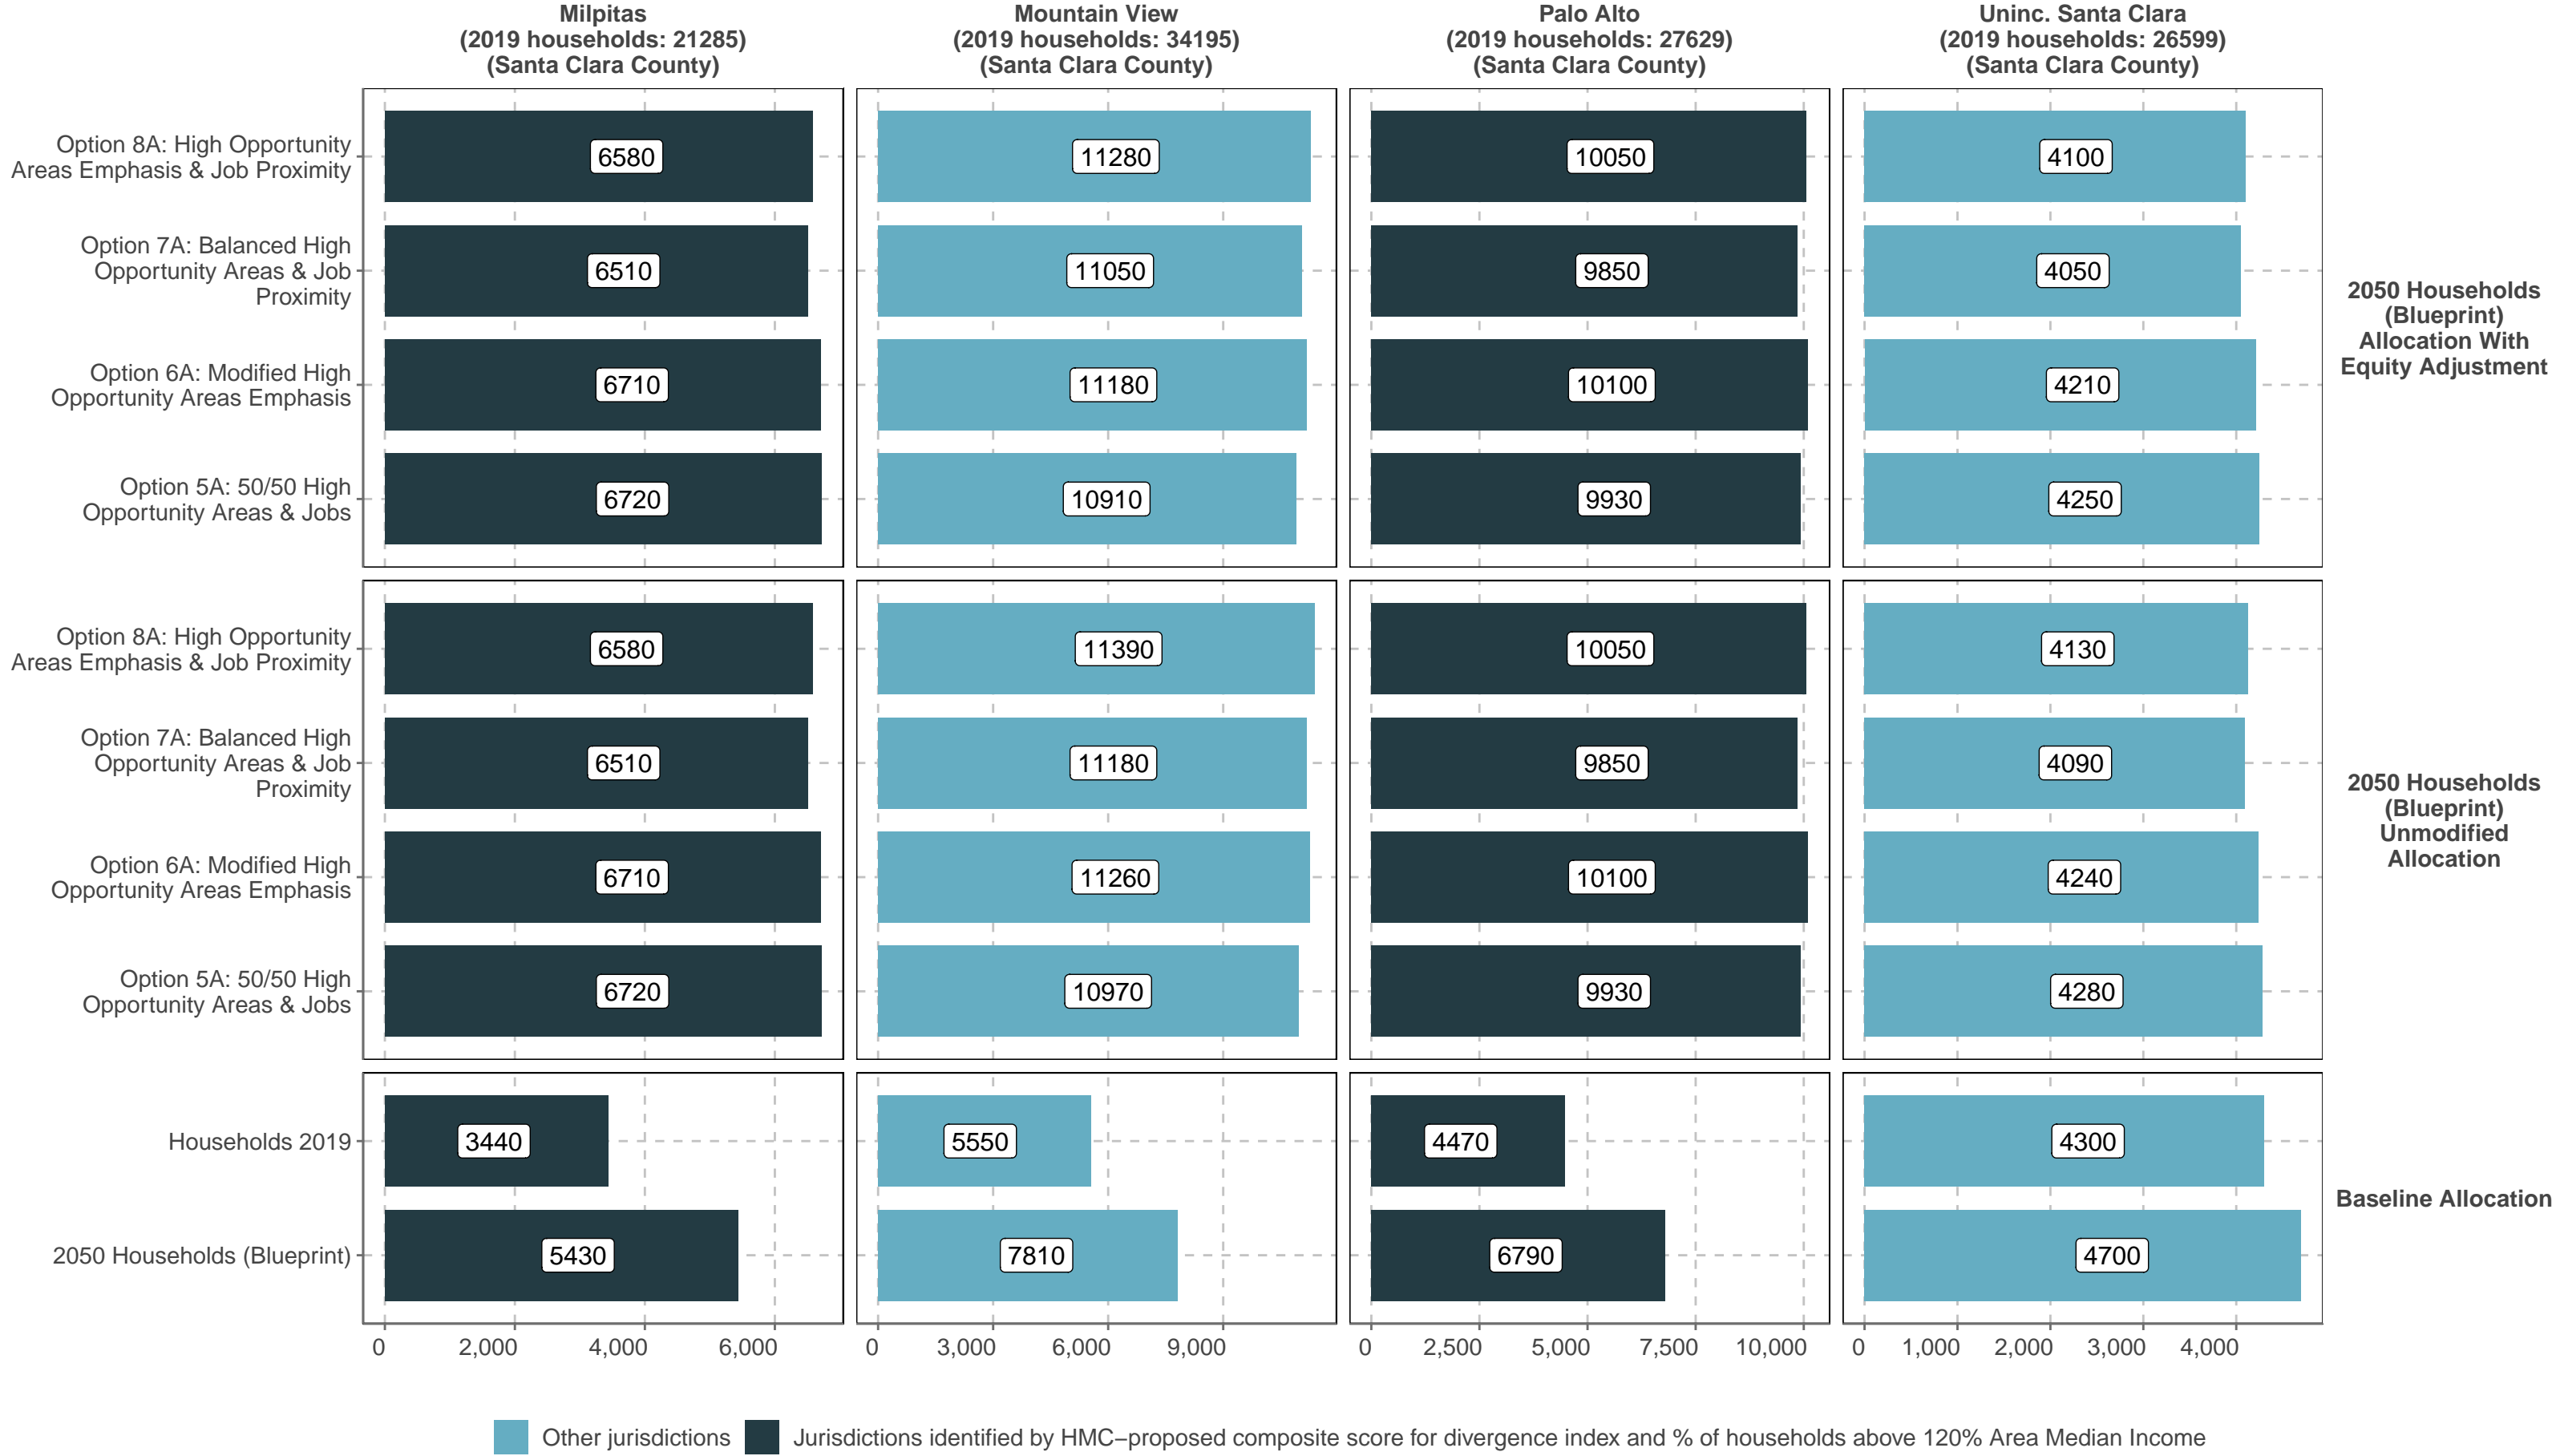 Milpitas
(2019 households: 21285)
(Santa Clara County)
Mountain View
(2019 households: 34195)
(Santa Clara County)
Palo Alto
(2019 households: 27629)
(Santa Clara County)
Uninc. Santa Clara
(2019 households: 26599)
(Santa Clara County)
Option 8A: High Opportunity
Areas Emphasis & Job Proximity
6580
11280
10050
4100
Option 7A: Balanced High
Opportunity Areas & Job
Proximity
6510
11050
9850
4050
Option 6A: Modified High
Opportunity Areas Emphasis
6710
11180
10100
4210
Option 5A: 50/50 High
Opportunity Areas & Jobs
6720
10910
9930
4250
2050 Households
(Blueprint)
Allocation With
Equity Adjustment
Option 8A: High Opportunity
Areas Emphasis & Job Proximity
6580
11390
10050
4130
Option 7A: Balanced High
Opportunity Areas & Job
Proximity
6510
11180
9850
4090
Option 6A: Modified High
Opportunity Areas Emphasis
6710
11260
10100
4240
Option 5A: 50/50 High
Opportunity Areas & Jobs
6720
10970
9930
4280
2050 Households
(Blueprint)
Unmodified
Allocation
Households 2019
3440
5550
4470
4300
2050 Households (Blueprint)
5430
7810
6790
4700
Baseline Allocation
0 2,000 4,000 6,000
0 3,000 6,000 9,000
0 2,500 5,000 7,500 10,000
0 1,000 2,000 3,000 4,000
Other jurisdictions
Jurisdictions identified by HMC−proposed composite score for divergence index and % of households above 120% Area Median Income